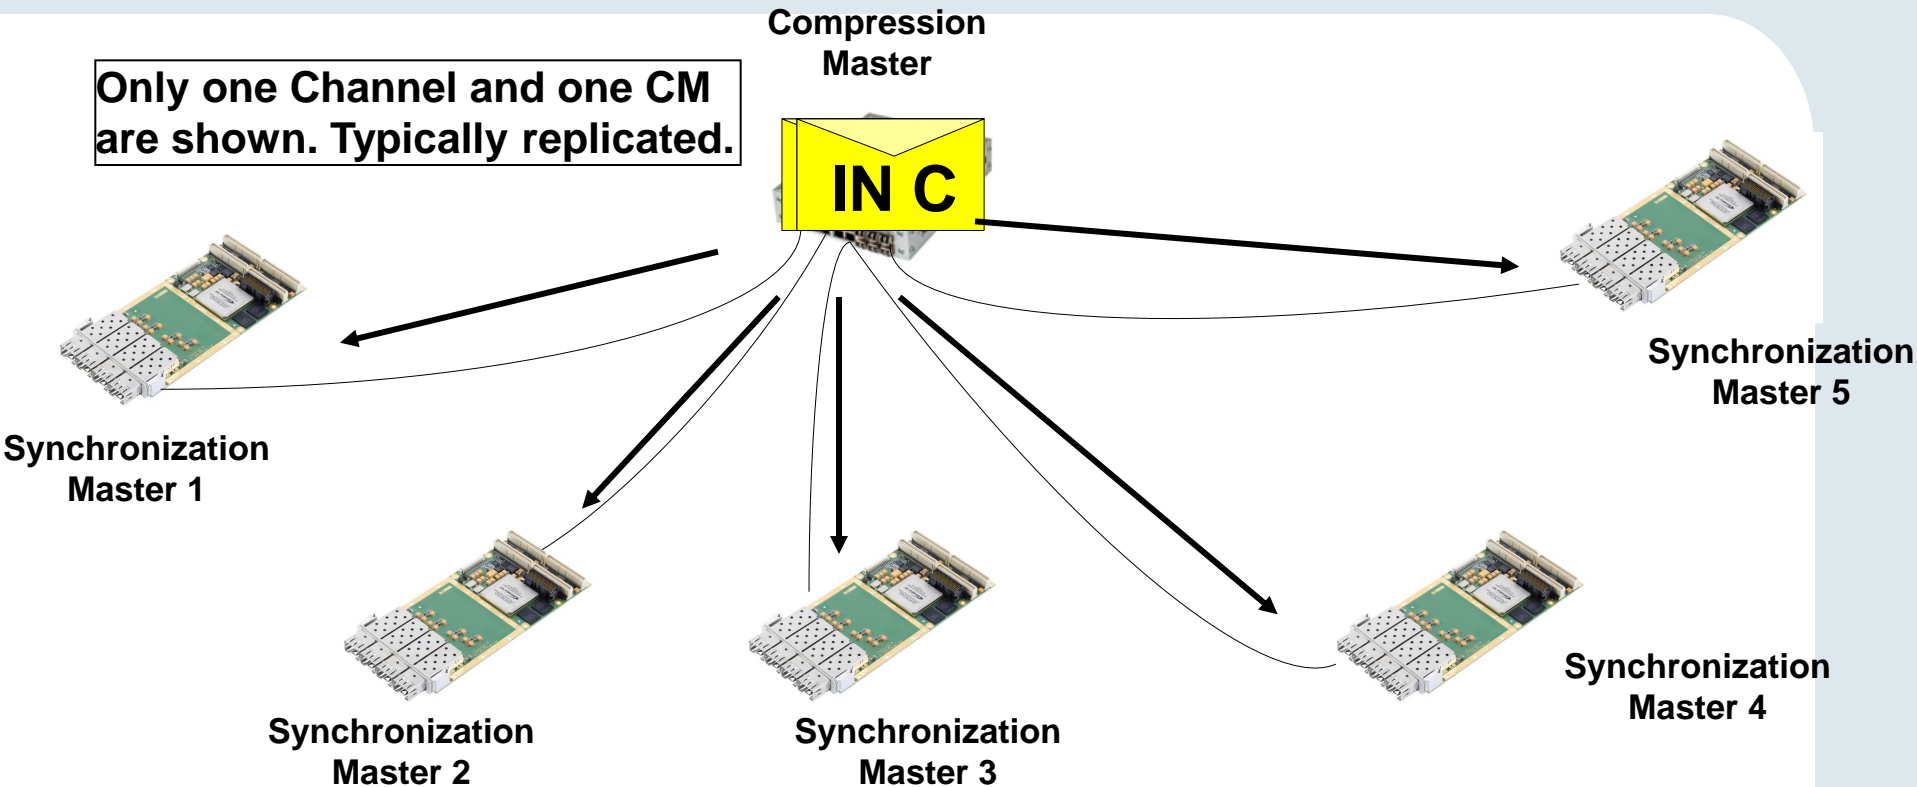 Compression
Master
Only one Channel and one CM
are shown. Typically replicated.
IN C
Synchronization
Master 5
Synchronization
Master 1
Synchronization
Master 4
Synchronization
Master 2
Synchronization
Master 3